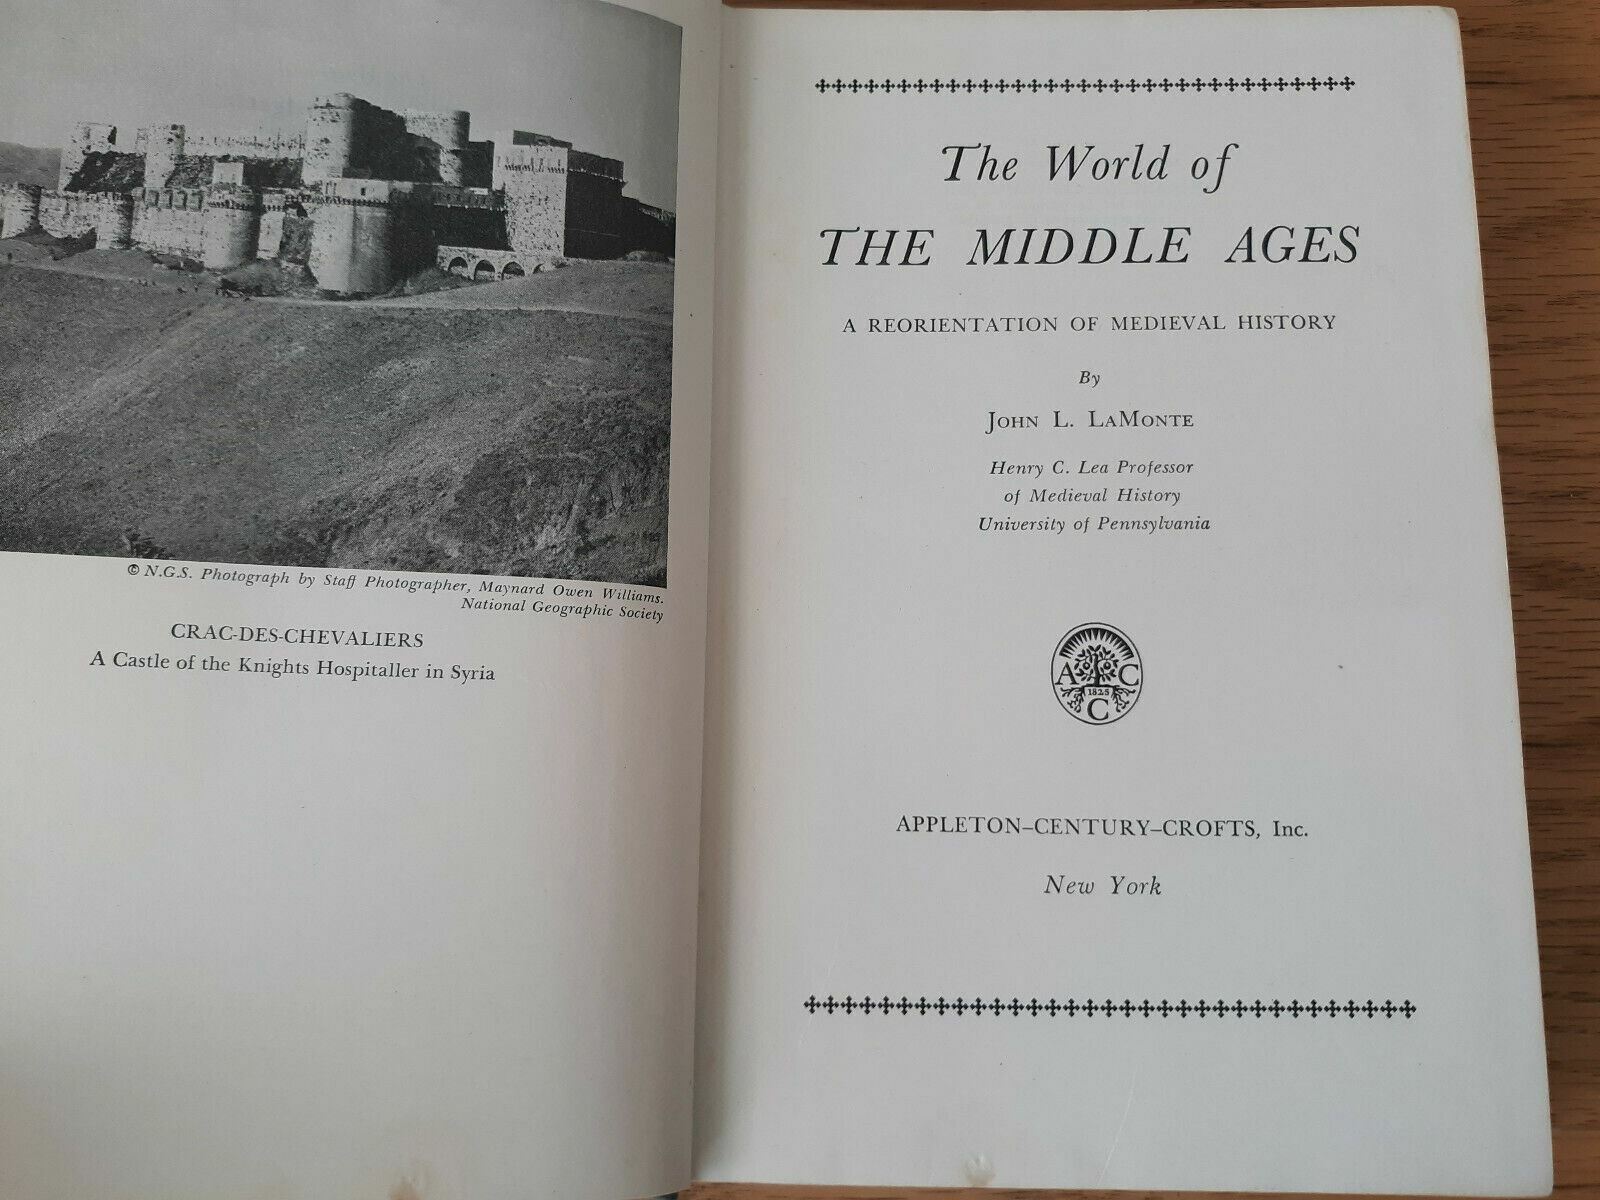 © N.G.S. Photograph by Staff Photographer, Maynard Owen Williams.
National Geographic Society
CRAC-DES-CHEVALIERS
A Castle of the Knights Hospitaller in Syria
The World of
THE MIDDLE AGES
A REORIENTATION OF MEDIEVAL HISTORY
By
JOHN L. LAMONTE
Henry C. Lea Professor
of Medieval History
University of Pennsylvania
A C
1825
C
APPLETON–CENTURY–CROFTS, Inc.
New York